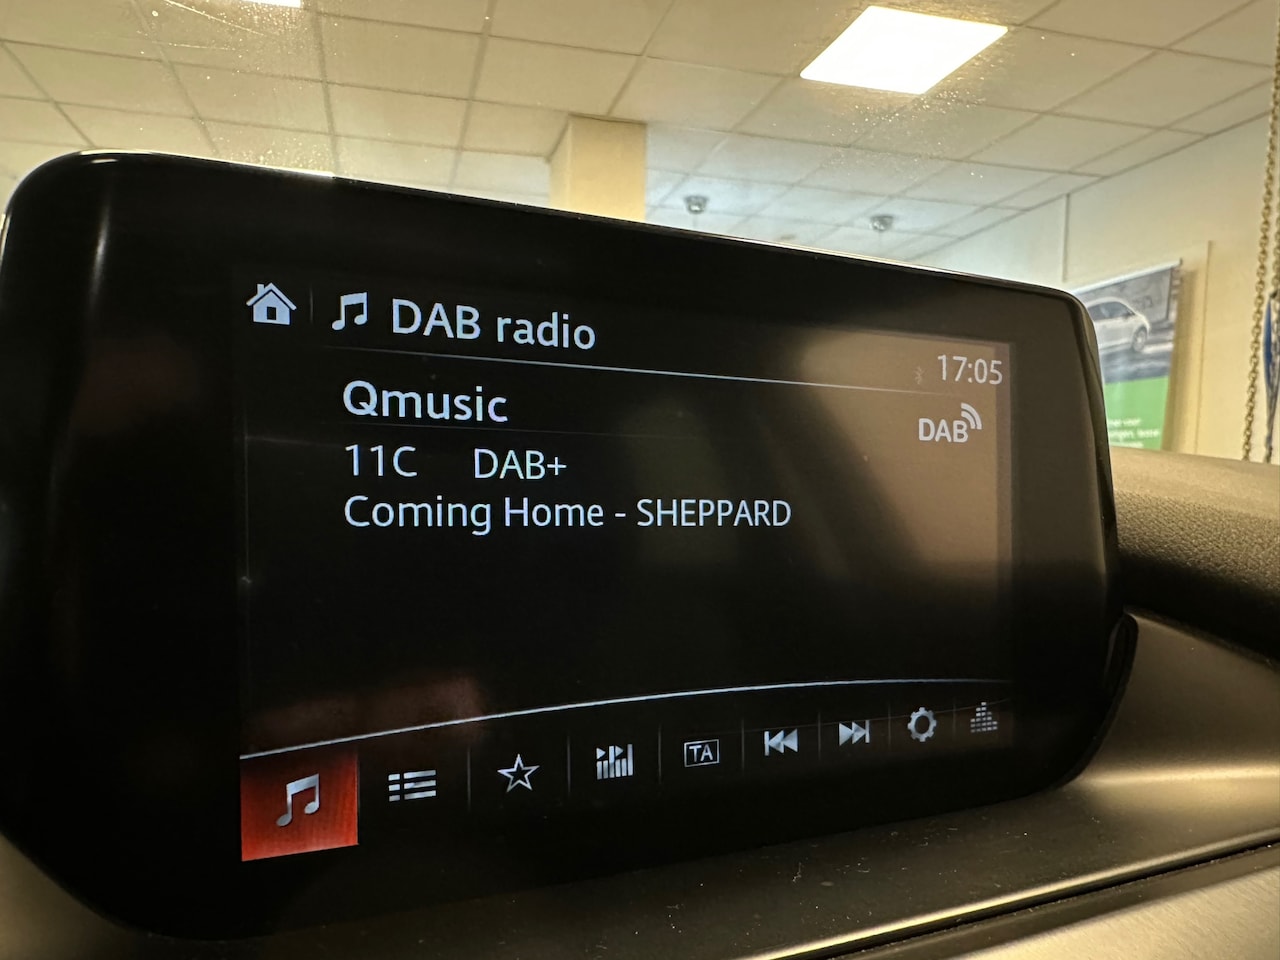 DAB radio
17:05
Qmusic
DAB
11C DAB+
Coming Home - SHEPPARD
TA